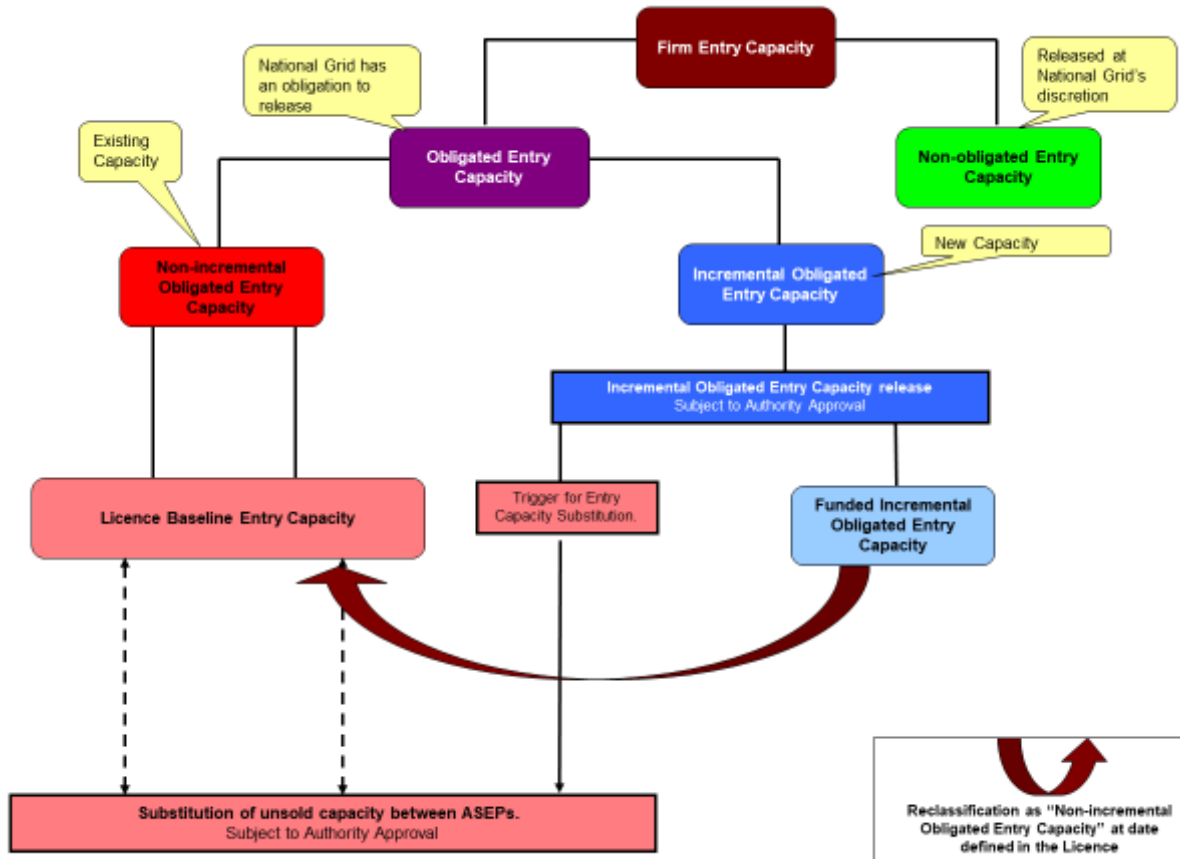 Firm Entry Capacity
National Grid has
an obligation to
release
Released at
National Grid's
discretion
Existing
Capacity
Obligated Entry
Capacity
Non-obligated Entry
Capacity
New Capacity
Non-incremental
Obligated Entry
Capacity
Incremental Obligated
Entry Capacity
Incremental Obligated Entry Capacity release
Subject to Authority Approval
Licence Baseline Entry Capacity
Trigger for Entry
Capacity Substitution.
Funded Incremental
Obligated Entry
Capacity
Substitution of unsold capacity between ASEPs.
Subject to Authority Approval
Reclassification as "Non-incremental
Obligated Entry Capacity" at date
defined in the Licence